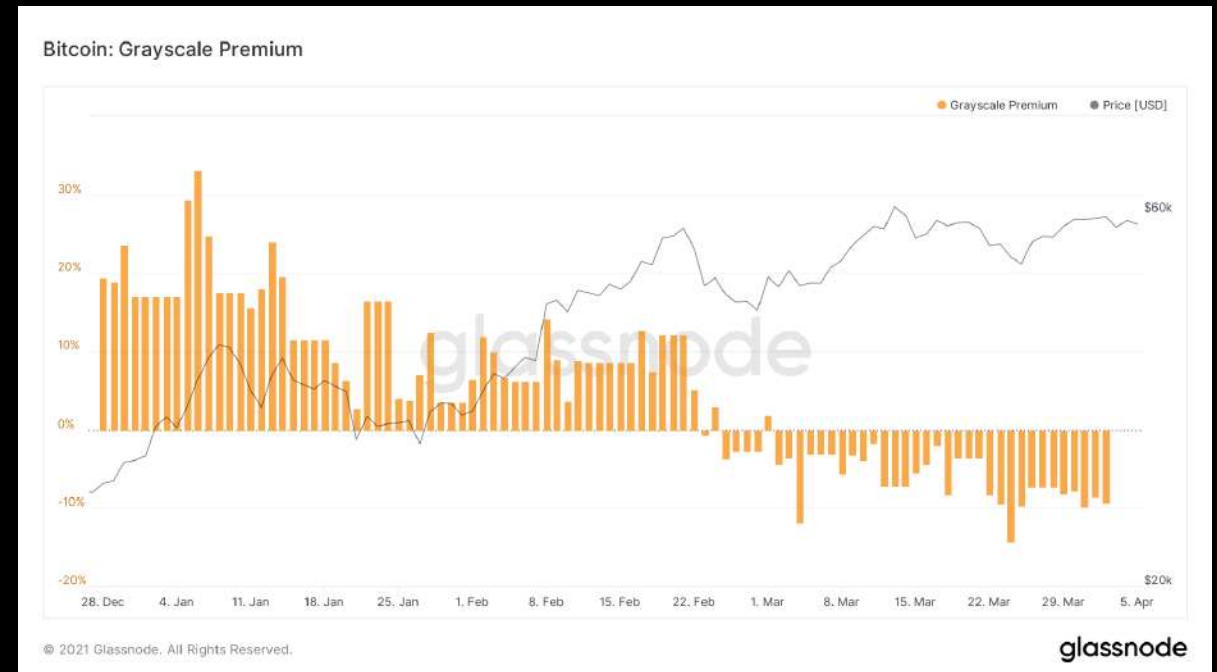 Bitcoin: Grayscale Premium
Grayscale Premium Price [USD]
30%
$60k
20%
10%
glassnode
0%
-10%
-20%
$20k
28. Dec 4. Jan 11. Jan 18. Jan 25. Jan 1. Feb 8. Feb 15. Feb 22. Feb 1. Mar 8. Mar 15. Mar 22. Mar 29. Mar 5. Apr
© 2021 Glassnode. All Rights Reserved.
glassnode